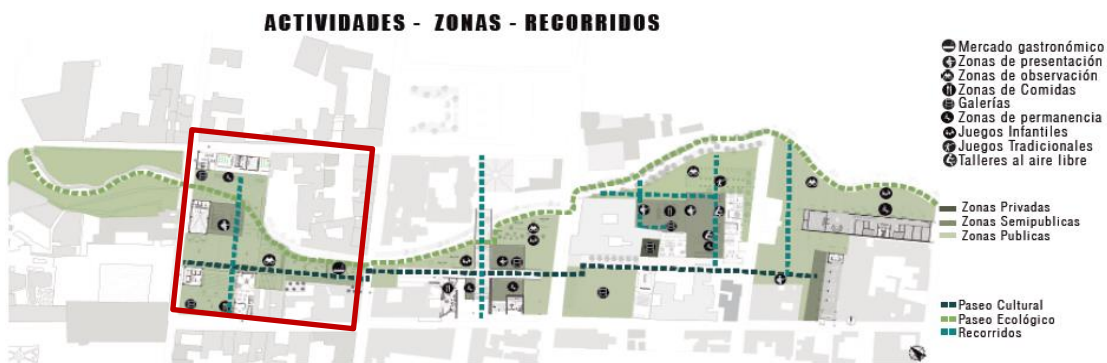 ACTIVIDADES - ZONAS - RECORRIDOS
Mercado gastronómico
Zonas de presentación
Zonas de observación
Zonas de Comidas
Galerías
Zonas de permanencia
Juegos Infantiles
Juegos Tradicionales
Talleres al aire libre
Zonas Privadas
Zonas Semipublicas
Zonas Publicas
Paseo Cultural
Paseo Ecológico
Recorridos